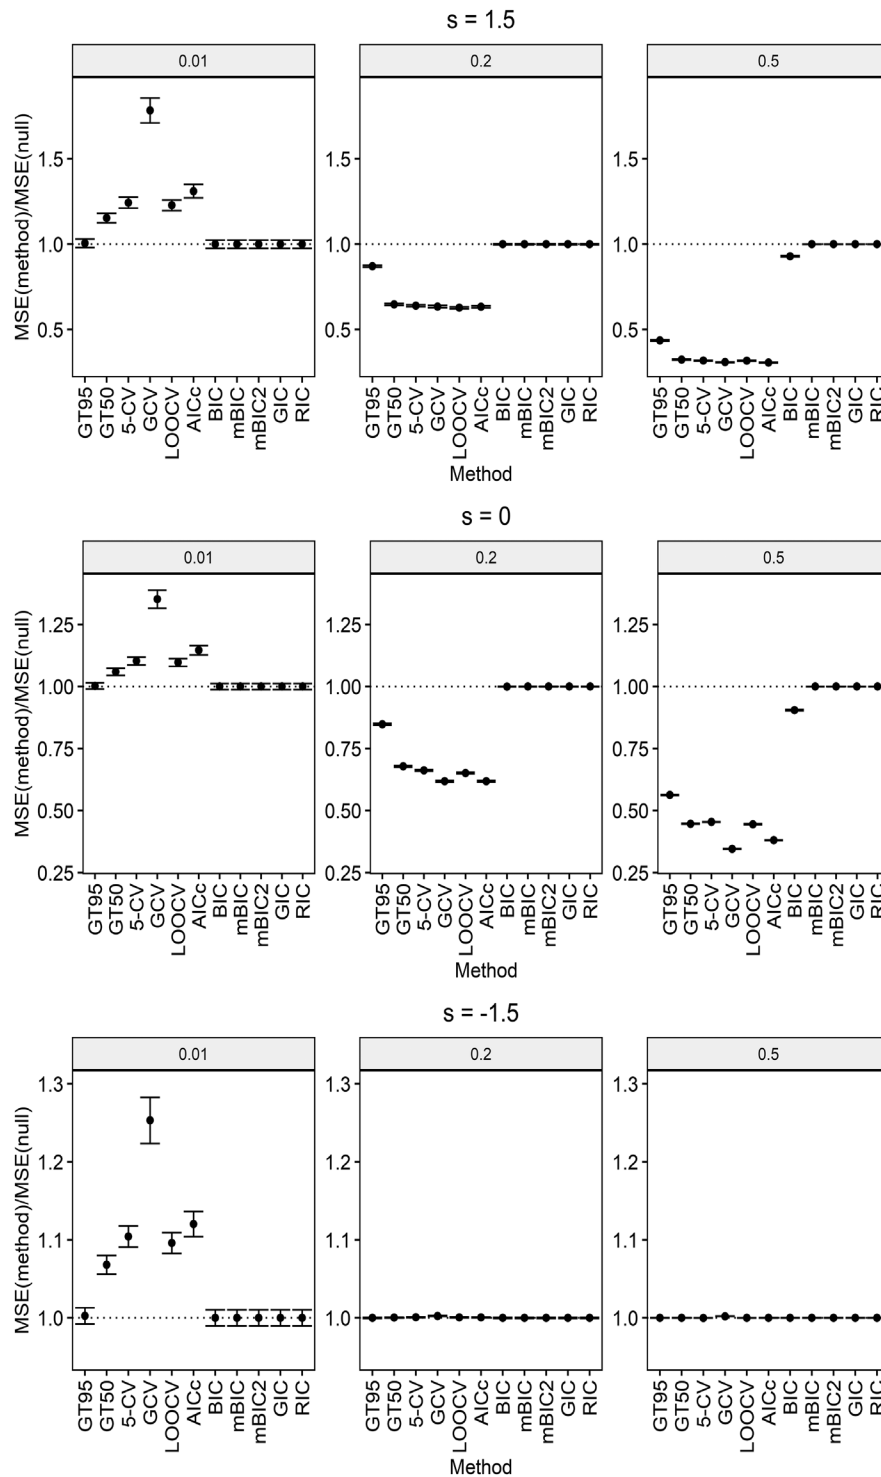 s = 1.5
0.01 0.2 0.5
MSE(method)/MSE(null)
1.5 1.5 1.5
1.0 1.0 1.0
0.5 0.5 0.5
GT95 GT50 5-CV GCV LOOCV AICc BIC mBIC mBIC2 GIC RIC GT95 GT50 5-CV GCV LOOCV AICc BIC mBIC mBIC2 GIC RIC GT95 GT50 5-CV GCV LOOCV AICc BIC mBIC mBIC2 GIC RIC
Method
s = 0
0.01 0.2 0.5
MSE(method)/MSE(null)
1.25 1.25 1.25
1.00 1.00 1.00
0.75 0.75 0.75
0.50 0.50 0.50
0.25 0.25 0.25
GT95 GT50 5-CV GCV LOOCV AICc BIC mBIC mBIC2 GIC RIC GT95 GT50 5-CV GCV LOOCV AICc BIC mBIC mBIC2 GIC RIC GT95 GT50 5-CV GCV LOOCV AICc BIC mBIC mBIC2 GIC RIC
Method
s = -1.5
0.01 0.2 0.5
MSE(method)/MSE(null)
1.3 1.3 1.3
1.2 1.2 1.2
1.1 1.1 1.1
1.0 1.0 1.0
GT95 GT50 5-CV GCV LOOCV AICc BIC mBIC mBIC2 GIC RIC GT95 GT50 5-CV GCV LOOCV AICc BIC mBIC mBIC2 GIC RIC GT95 GT50 5-CV GCV LOOCV AICc BIC mBIC mBIC2 GIC RIC
Method